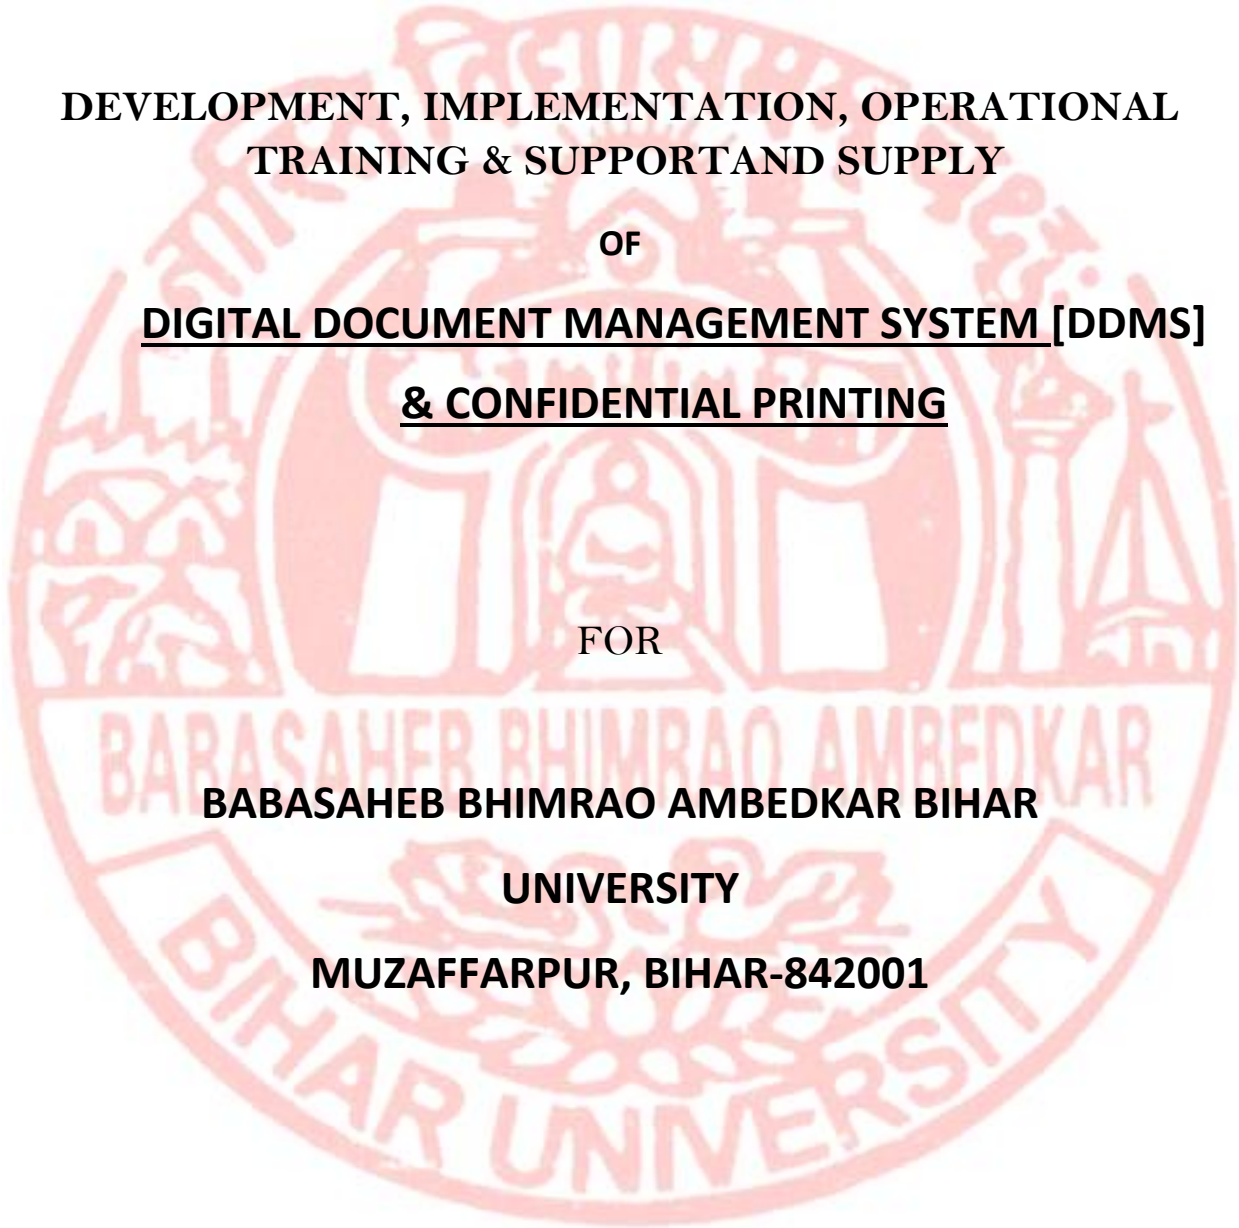 DEVELOPMENT, IMPLEMENTATION, OPERATIONAL
TRAINING & SUPPORTAND SUPPLY
OF
DIGITAL DOCUMENT MANAGEMENT SYSTEM [DDMS]
& CONFIDENTIAL PRINTING
FOR
BABASAHEB BHIMRAO AMBEDKAR
BABASAHEB BHIMRAO AMBEDKAR BIHAR
UNIVERSITY
MUZAFFARPUR, BIHAR-842001
BIHAR UNIVERSITY